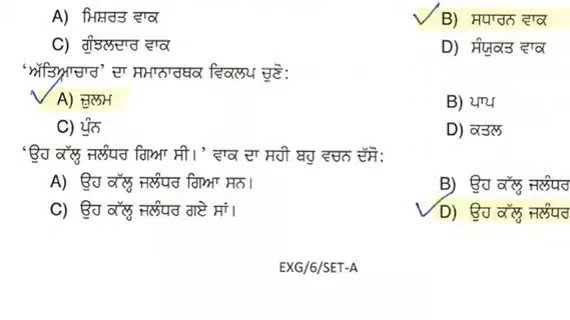 A) ਮਿਸ਼ਰਤ ਵਾਕ B) ਸਧਾਰਨ ਵਾਕ
C) ਗੁੰਝਲਦਾਰ ਵਾਕ D) ਸੰਯੁਕਤ ਵਾਕ
‘ਅੱਤਿਆਚਾਰ’ ਦਾ ਸਮਾਨਾਰਥਕ ਵਿਕਲਪ ਚੁਣੋ:
A) ਜ਼ੁਲਮ B) ਪਾਪ
C) ਪੁੰਨ D) ਕਤਲ
‘ਉਹ ਕੱਲ੍ਹ ਜਲੰਧਰ ਗਿਆ ਸੀ।’ ਵਾਕ ਦਾ ਸਹੀ ਬਹੁ ਵਚਨ ਦੱਸੋ:
A) ਉਹ ਕੱਲ੍ਹ ਜਲੰਧਰ ਗਿਆ ਸਨ। B) ਉਹ ਕੱਲ੍ਹ ਜਲੰਧਰ
C) ਉਹ ਕੱਲ੍ਹ ਜਲੰਧਰ ਗਏ ਸਾਂ। D) ਉਹ ਕੱਲ੍ਹ ਜਲੰਧਰ
EXG/6/SET-A